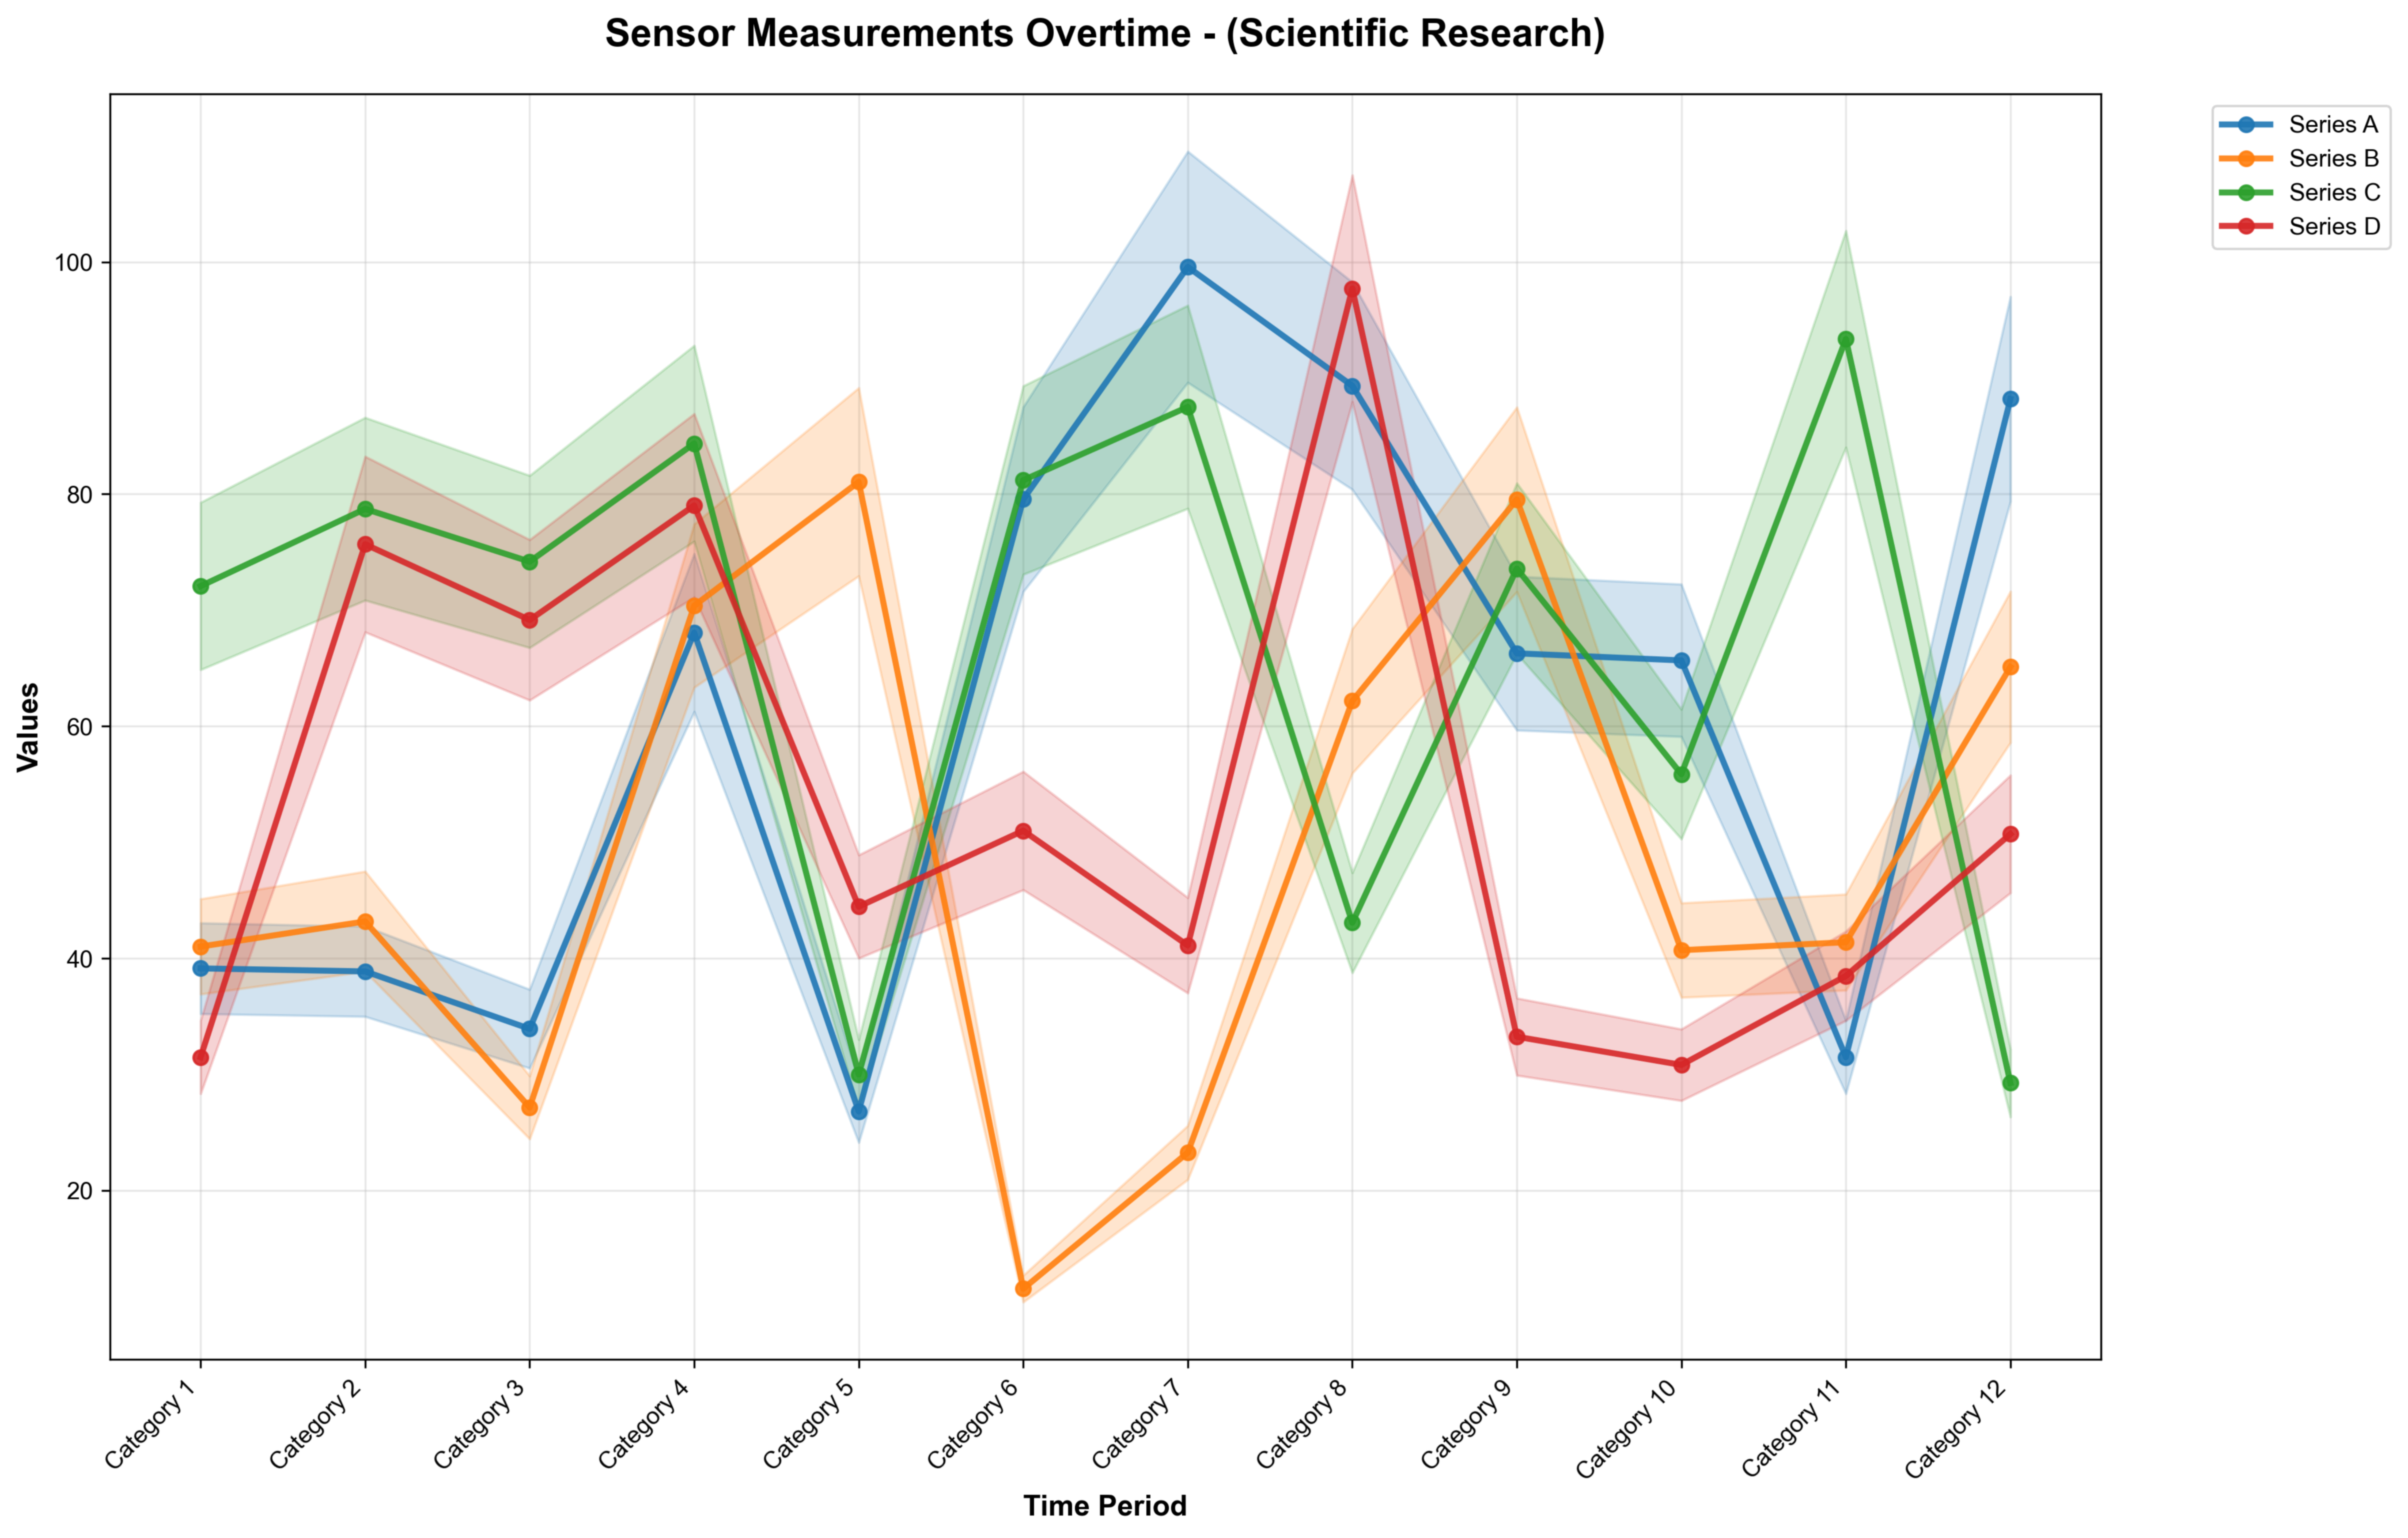 Sensor Measurements Overtime - (Scientific Research)
Series A
Series B
Series C
Series D
Values
100
80
60
40
20
Category 1
Category 2
Category 3
Category 4
Category 5
Category 6
Category 7
Category 8
Category 9
Category 10
Category 11
Category 12
Time Period